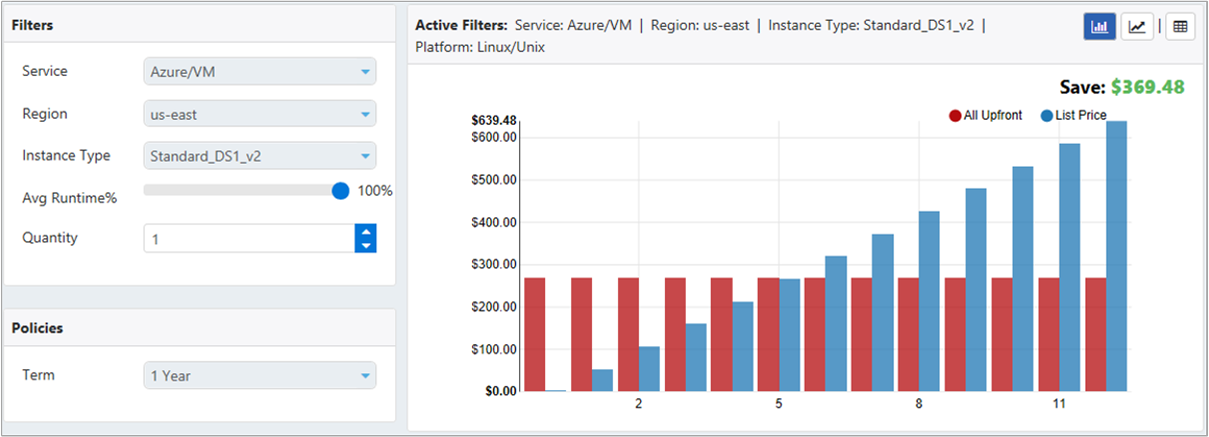 Filters
Service
Azure/VM
Region
us-east
Instance Type
Standard_DS1_v2
Avg Runtime%
100%
Quantity
1
Policies
Term
1 Year
Active Filters: Service: Azure/VM | Region: us-east | Instance Type: Standard_DS1_v2 |
Platform: Linux/Unix
|
Save: $369.48
All Upfront
List Price
$639.48
$600.00
$500.00
$400.00
$300.00
$200.00
$100.00
$0.00
2 5 8 11